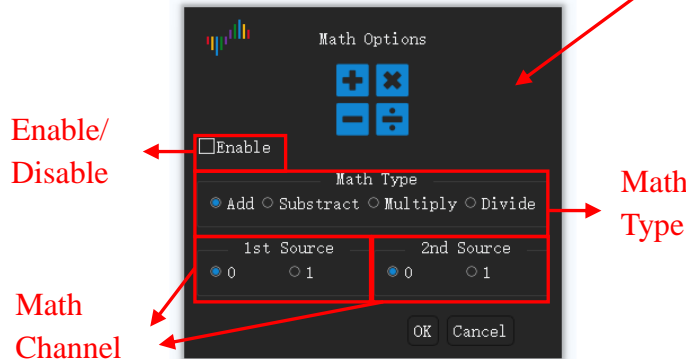 Math Options
Enable/
Disable
Enable
Math Type
Add Substract Multiply Divide
Math
Type
1st Source
2nd Source
0 1
0 1
Math
Channel
OK Cancel